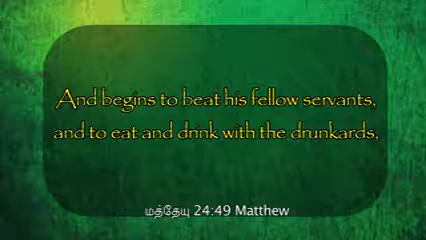 And begins to beat his fellow servants,
and to eat and drink with the drunkards,
மத்தேயு 24:49 Matthew